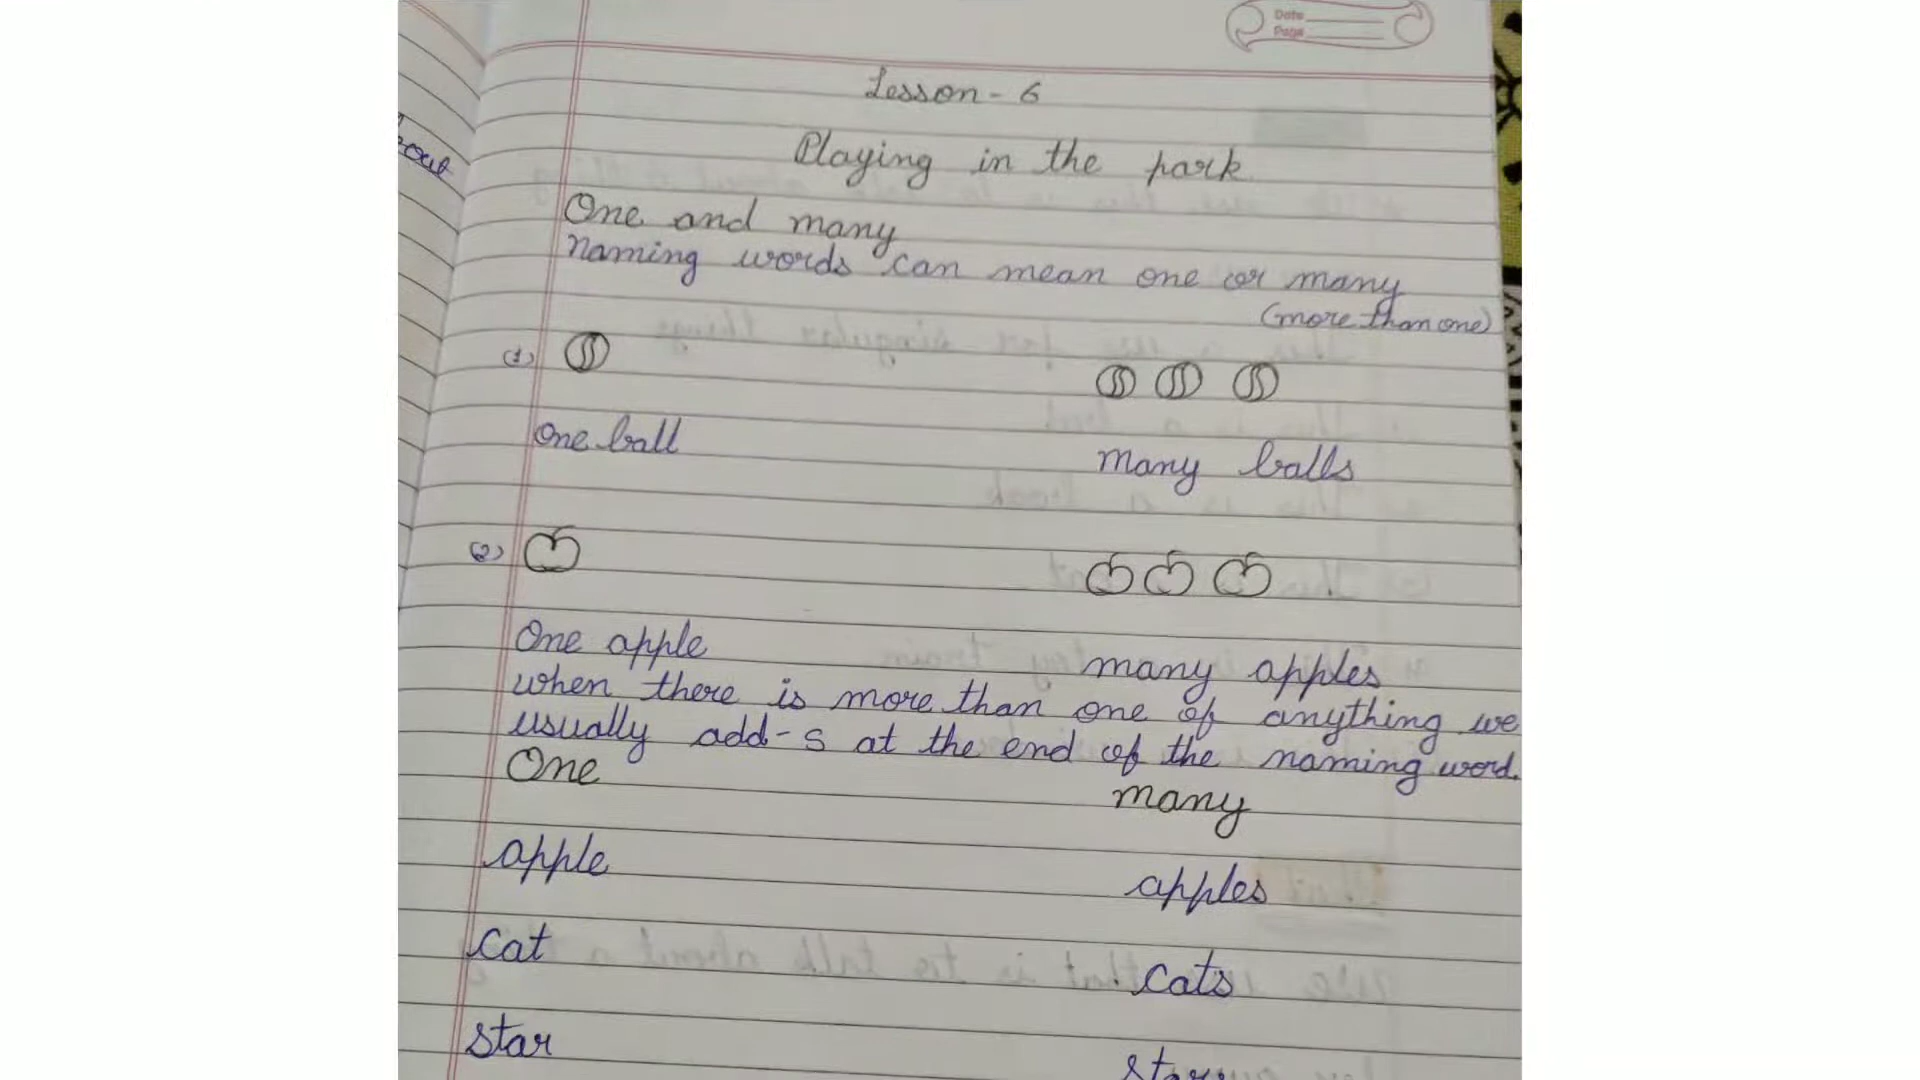 Date
Page
Lesson - 6
Playing in the park
One and many
Naming words can mean one or many
(more than one)
(1)
One ball many balls
(2)
One apple many apples
when there is more than one of anything we
usually add - s at the end of the naming word.
One many
apple apples
cat cats
star